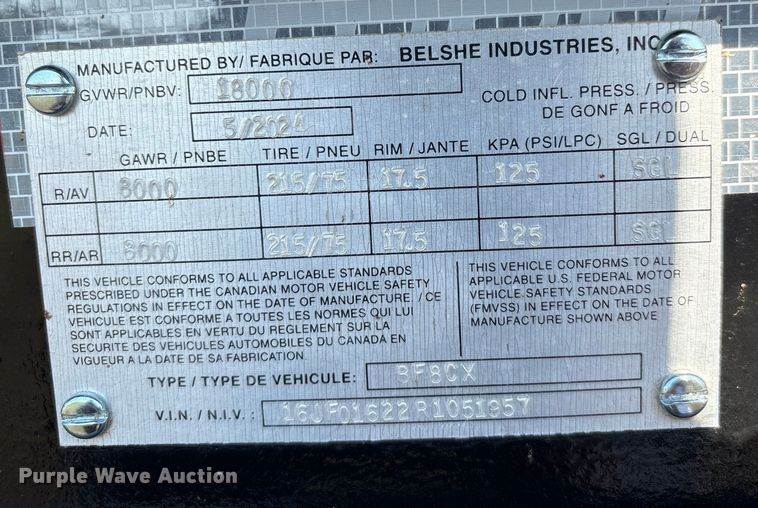 MANUFACTURED BY/ FABRIQUE PAR: BELSHE INDUSTRIES, INC
GVWR/PNBV: 18000
COLD INFL. PRESS. / PRESS.
DE GONF A FROID
DATE: 5/2024
GAWR / PNBE TIRE / PNEU RIM / JANTE KPA (PSI/LPC) SGL / DUAL
R/AV 8000 215/75 17.5 125 SGL
RR/AR 8000 215/75 17.5 125 SGL
THIS VEHICLE CONFORMS TO ALL APPLICABLE STANDARDS
PRESCRIBED UNDER THE CANADIAN MOTOR VEHICLE SAFETY
REGULATIONS IN EFFECT ON THE DATE OF MANUFACTURE. / CE
VEHICULE EST CONFORME A TOUTES LES NORMES QUI LUI
SONT APPLICABLES EN VERTU DU REGLEMENT SUR LA
SECURITE DES VEHICULES AUTOMOBILES DU CANADA EN
VIGUEUR A LA DATE DE SA FABRICATION.
THIS VEHICLE CONFORMS TO ALL
APPLICABLE U.S. FEDERAL MOTOR
VEHICLE SAFETY STANDARDS
(FMVSS) IN EFFECT ON THE DATE OF
MANUFACTURE SHOWN ABOVE
TYPE / TYPE DE VEHICULE:
V.I.N. / N.I.V. : 16JF01622R1051957
Purple Wave Auction